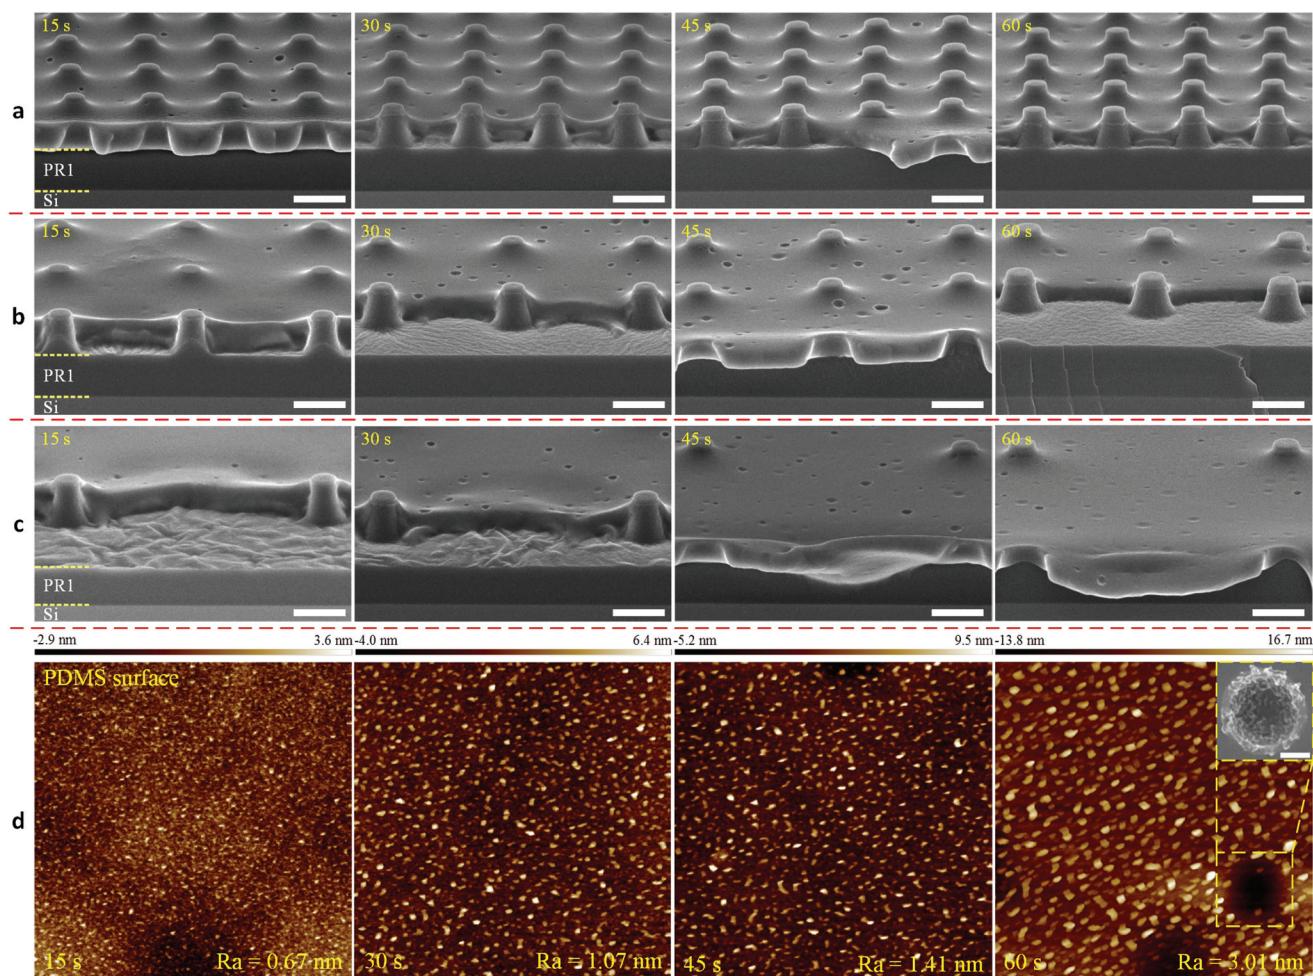 15 s 30 s 45 s 60 s
a
PR1
Si
15 s 30 s 45 s 60 s
b
PR1
Si
15 s 30 s 45 s 60 s
c
PR1
Si
-2.9 nm 3.6 nm -4.0 nm 6.4 nm -5.2 nm 9.5 nm -13.8 nm 16.7 nm
PDMS surface
d
15 s Ra = 0.67 nm 30 s Ra = 1.07 nm 45 s Ra = 1.41 nm 60 s Ra = 3.01 nm